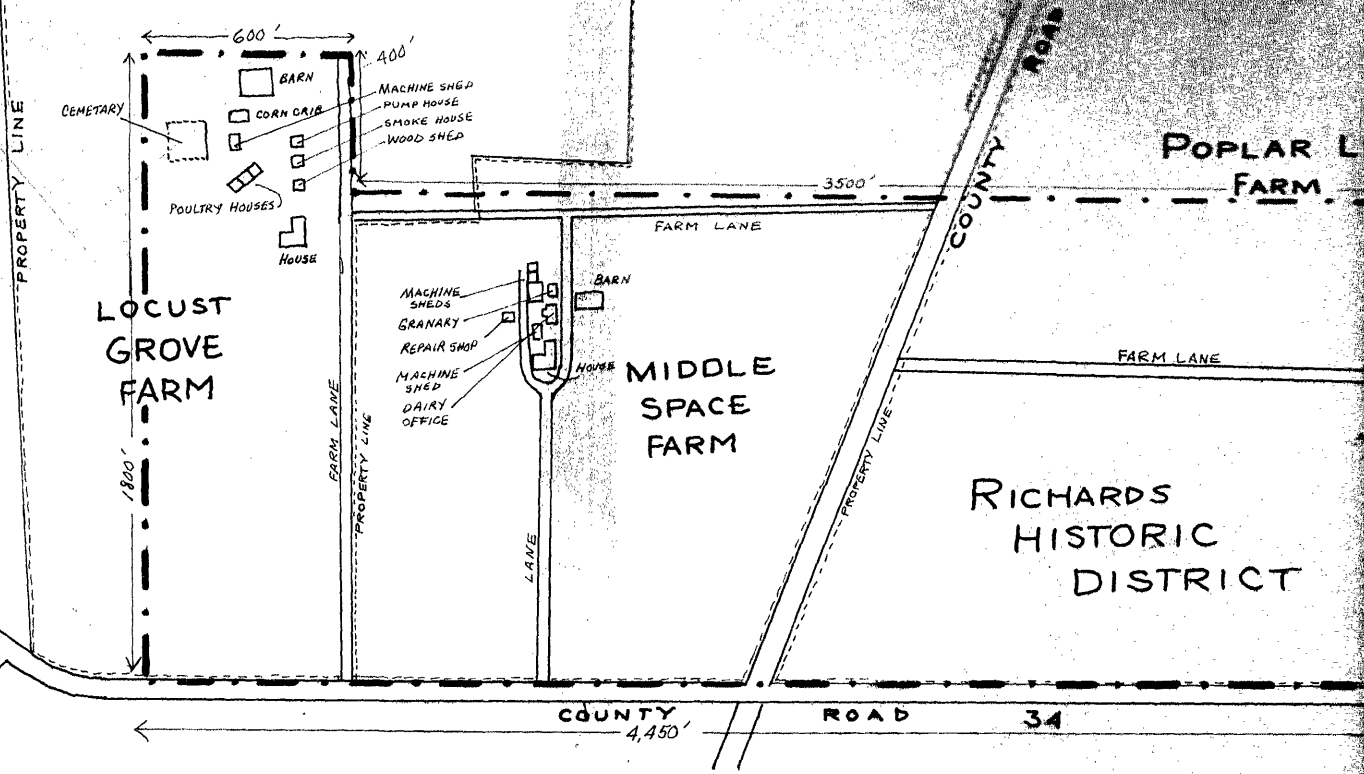 600'
400'
BARN
MACHINE SHED
PUMP HOUSE
CEMETARY
CORN CRIB
SMOKE HOUSE
WOOD SHED
POULTRY HOUSES
HOUSE
PROPERTY LINE
LOCUST
GROVE
FARM
1800'
FARM LANE
PROPERTY LINE
3500'
FARM LANE
MACHINE
SHEDS
GRANARY
REPAIR SHOP
MACHINE
SHED
DAIRY
OFFICE
BARN
HOUSE
MIDDLE
SPACE
FARM
LANE
COUNTY
ROAD
POPLAR L
FARM
FARM LANE
PROPERTY LINE
RICHARDS
HISTORIC
DISTRICT
COUNTY ROAD 34
4,450'